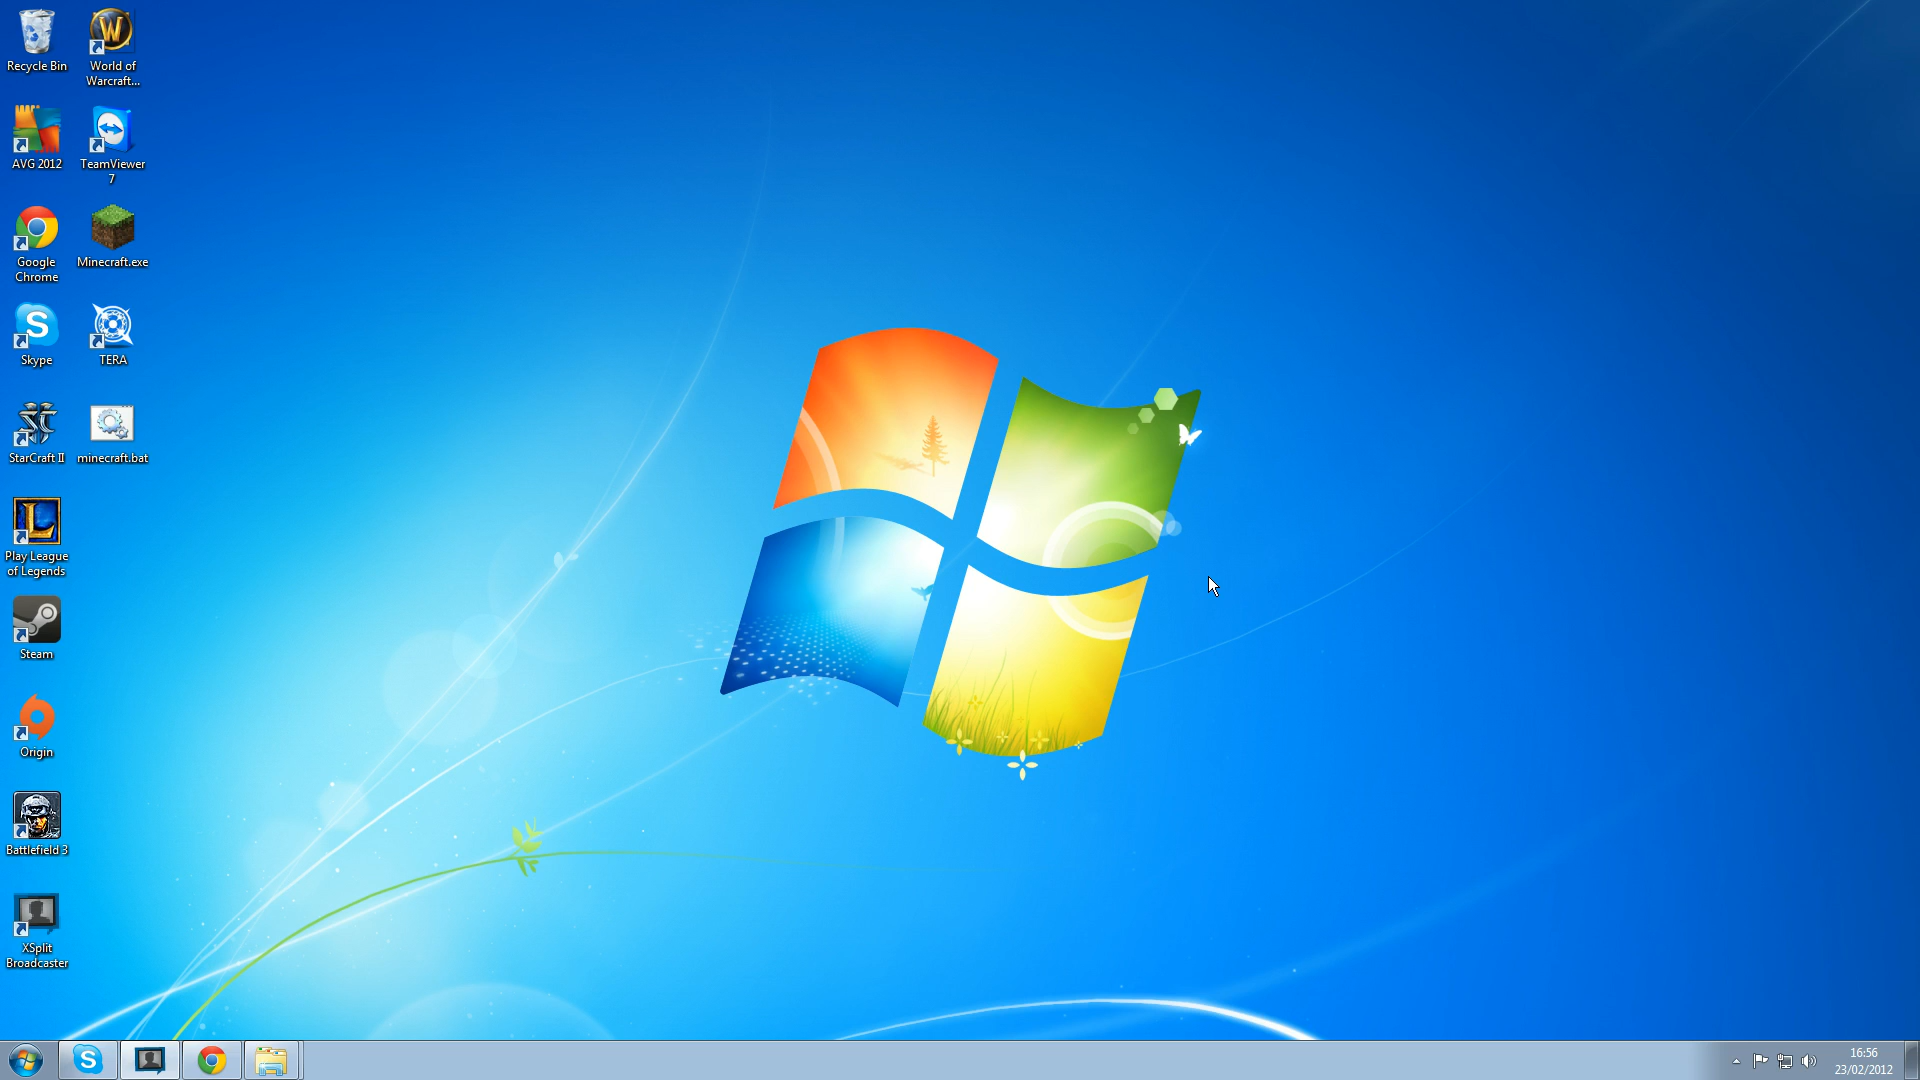 Recycle Bin
World of
Warcraft...
AVG 2012
TeamViewer
7
Google
Chrome
Minecraft.exe
Skype
TERA
StarCraft II
minecraft.bat
Play League
of Legends
Steam
Origin
Battlefield 3
XSplit
Broadcaster
16:56
23/02/2012